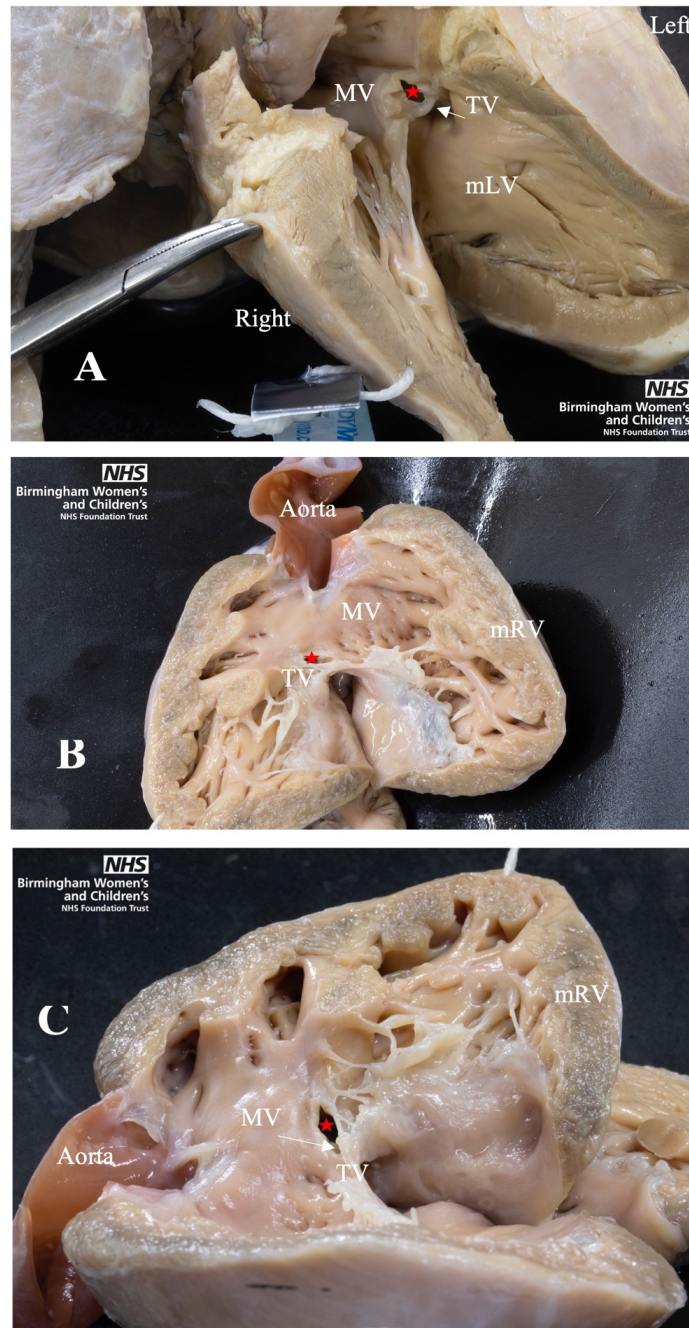 Left
MV
TV
mLV
Right
A
NHS
Birmingham Women's
and Children's
NHS Foundation Trust
NHS
Birmingham Women's
and Children's
NHS Foundation Trust
Aorta
MV
mRV
TV
B
NHS
Birmingham Women's
and Children's
NHS Foundation Trust
C
mRV
MV
Aorta
TV